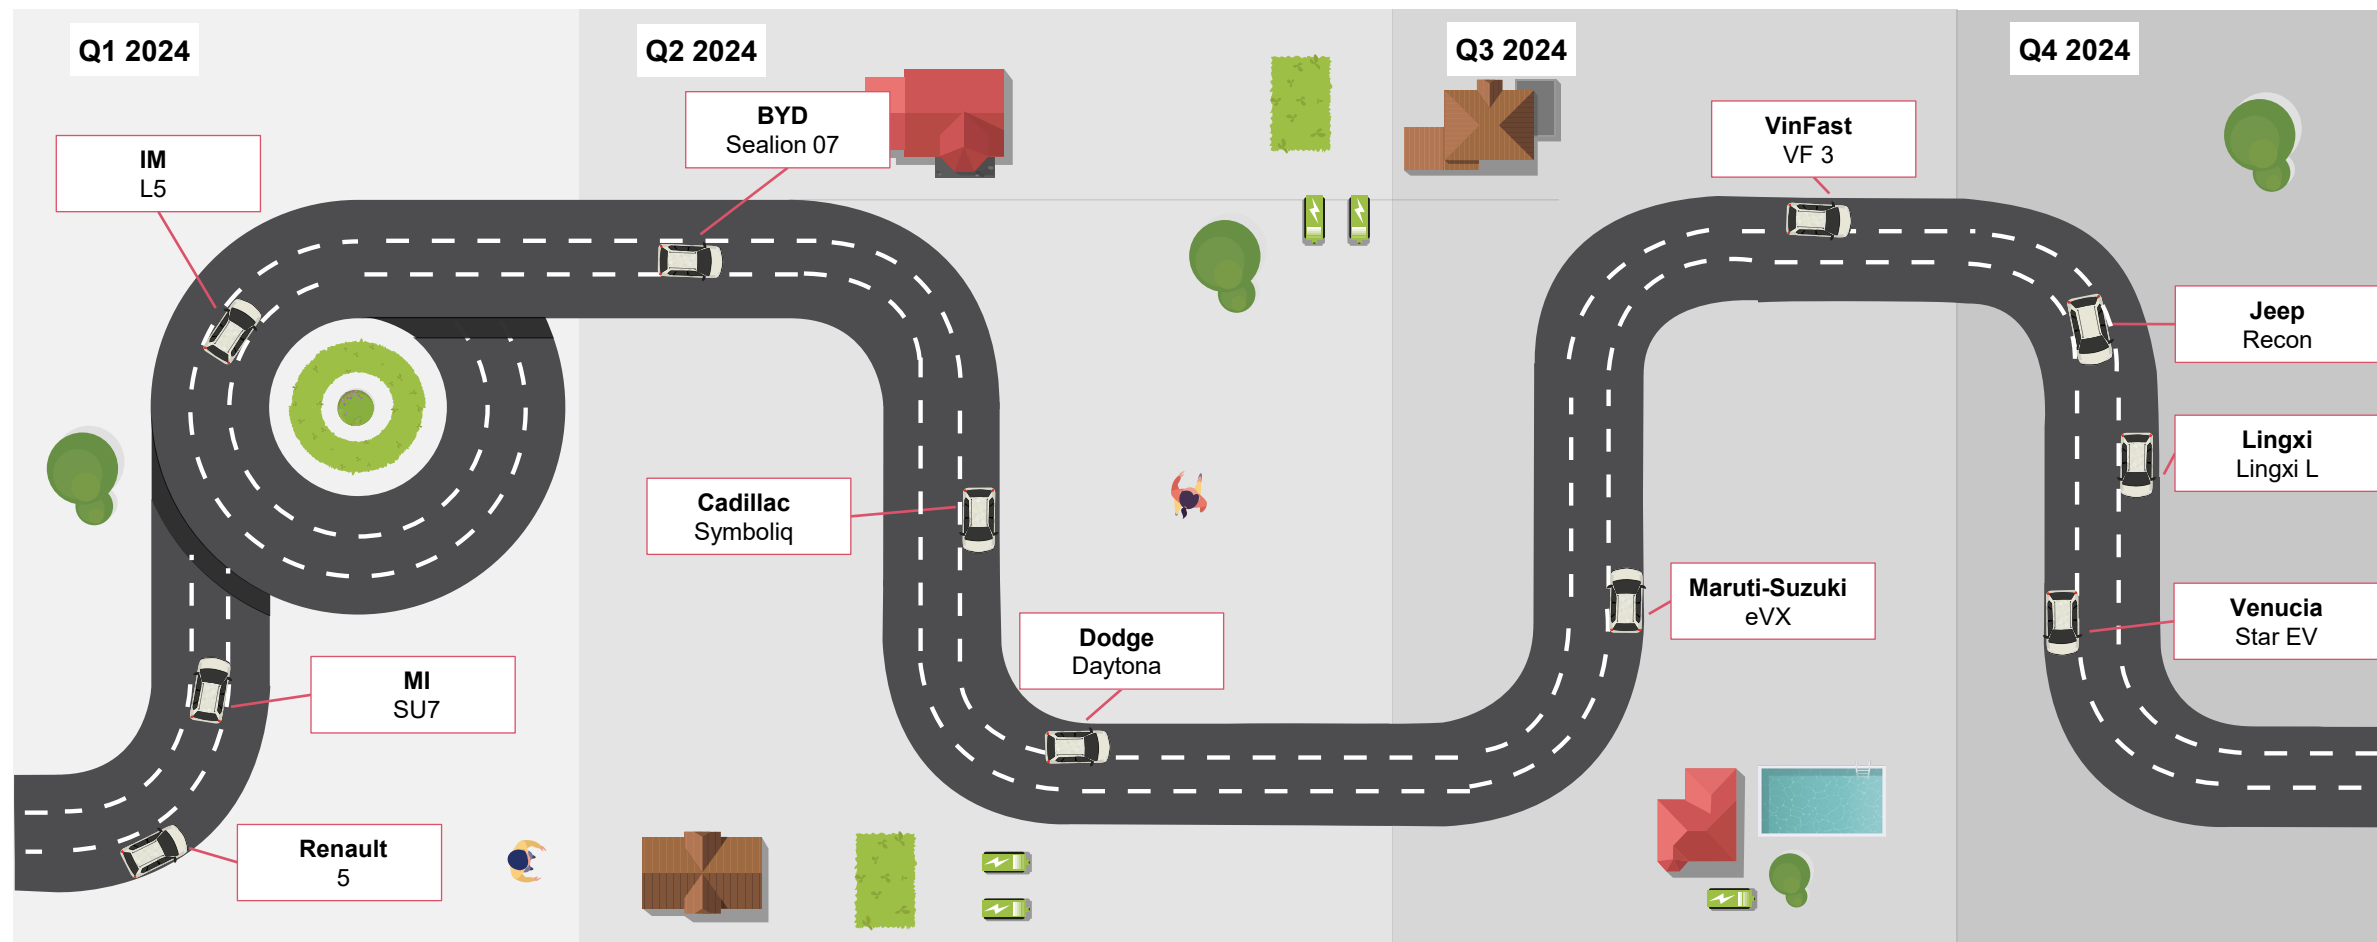 Q1 2024
Q2 2024
Q3 2024
Q4 2024
IM
L5
MI
SU7
Renault
5
BYD
Sealion 07
Cadillac
Symboliq
Dodge
Daytona
VinFast
VF 3
Maruti-Suzuki
eVX
Jeep
Recon
Lingxi
Lingxi L
Venucia
Star EV